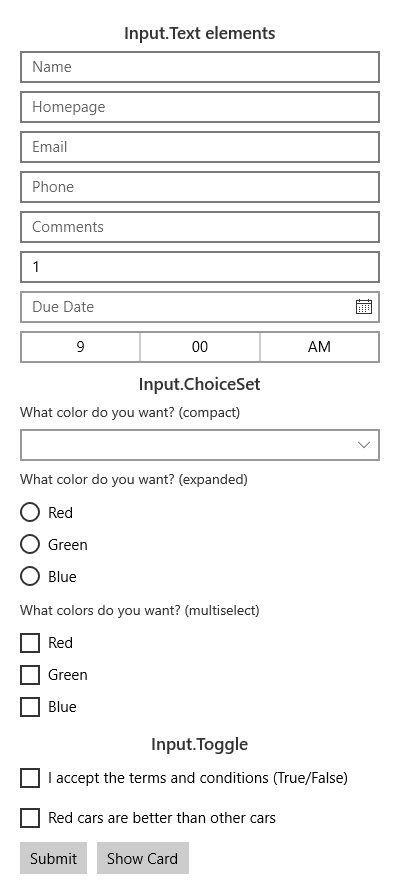 Input.Text elements
Name
Homepage
Email
Phone
Comments
1
Due Date
9 00 AM
Input.ChoiceSet
What color do you want? (compact)
What color do you want? (expanded)
Red
Green
Blue
What colors do you want? (multiselect)
Red
Green
Blue
Input.Toggle
I accept the terms and conditions (True/False)
Red cars are better than other cars
Submit Show Card